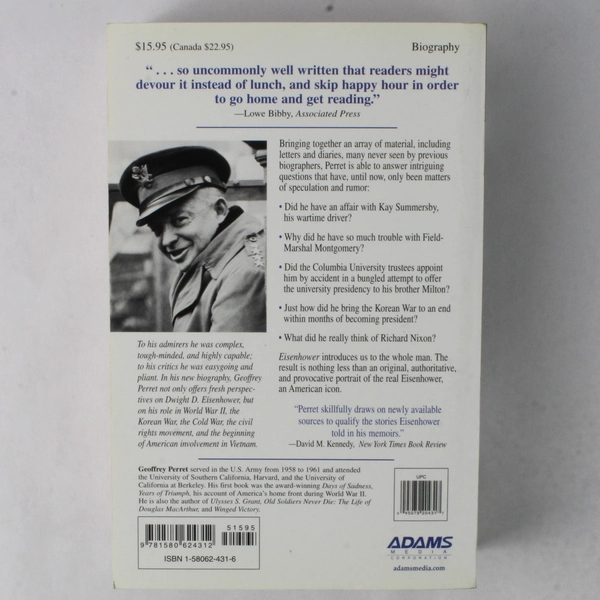 $15.95 (Canada $22.95)
Biography
“ . . . so uncommonly well written that readers might
devour it instead of lunch, and skip happy hour in order
to go home and get reading.”
—Lowe Bibby, Associated Press
Bringing together an array of material, including
letters and diaries, many never seen by previous
biographers, Perret is able to answer intriguing
questions that have, until now, only been matters
of speculation and rumor:
• Did he have an affair with Kay Summersby,
his wartime driver?
• Why did he have so much trouble with Field-
Marshal Montgomery?
• Did the Columbia University trustees appoint
him by accident in a bungled attempt to offer
the university presidency to his brother Milton?
• Just how did he bring the Korean War to an end
within months of becoming president?
• What did he really think of Richard Nixon?
Eisenhower introduces us to the whole man. The
result is nothing less than an original, authoritative,
and provocative portrait of the real Eisenhower,
an American icon.
“Perret skillfully draws on newly available
sources to qualify the stories Eisenhower
told in his memoirs.”
—David M. Kennedy, New York Times Book Review
To his admirers he was complex,
tough-minded, and highly capable;
to his critics he was easygoing and
pliant. In his new biography, Geoffrey
Perret not only offers fresh perspec-
tives on Dwight D. Eisenhower, but
on his role in World War II, the
Korean War, the Cold War, the civil
rights movement, and the beginning
of American involvement in Vietnam.
Geoffrey Perret served in the U.S. Army from 1958 to 1961 and attended
the University of Southern California, Harvard, and the University of
California at Berkeley. His first book was the award-winning Days of Sadness,
Years of Triumph, his account of America's home front during World War II.
He is also the author of Ulysses S. Grant, Old Soldiers Never Die: The Life of
Douglas MacArthur, and Winged Victory.
UPC
51595
9 781580 624312
ISBN 1-58062-431-6
ADAMS
MEDIA
CORPORATION
adamsmedia.com